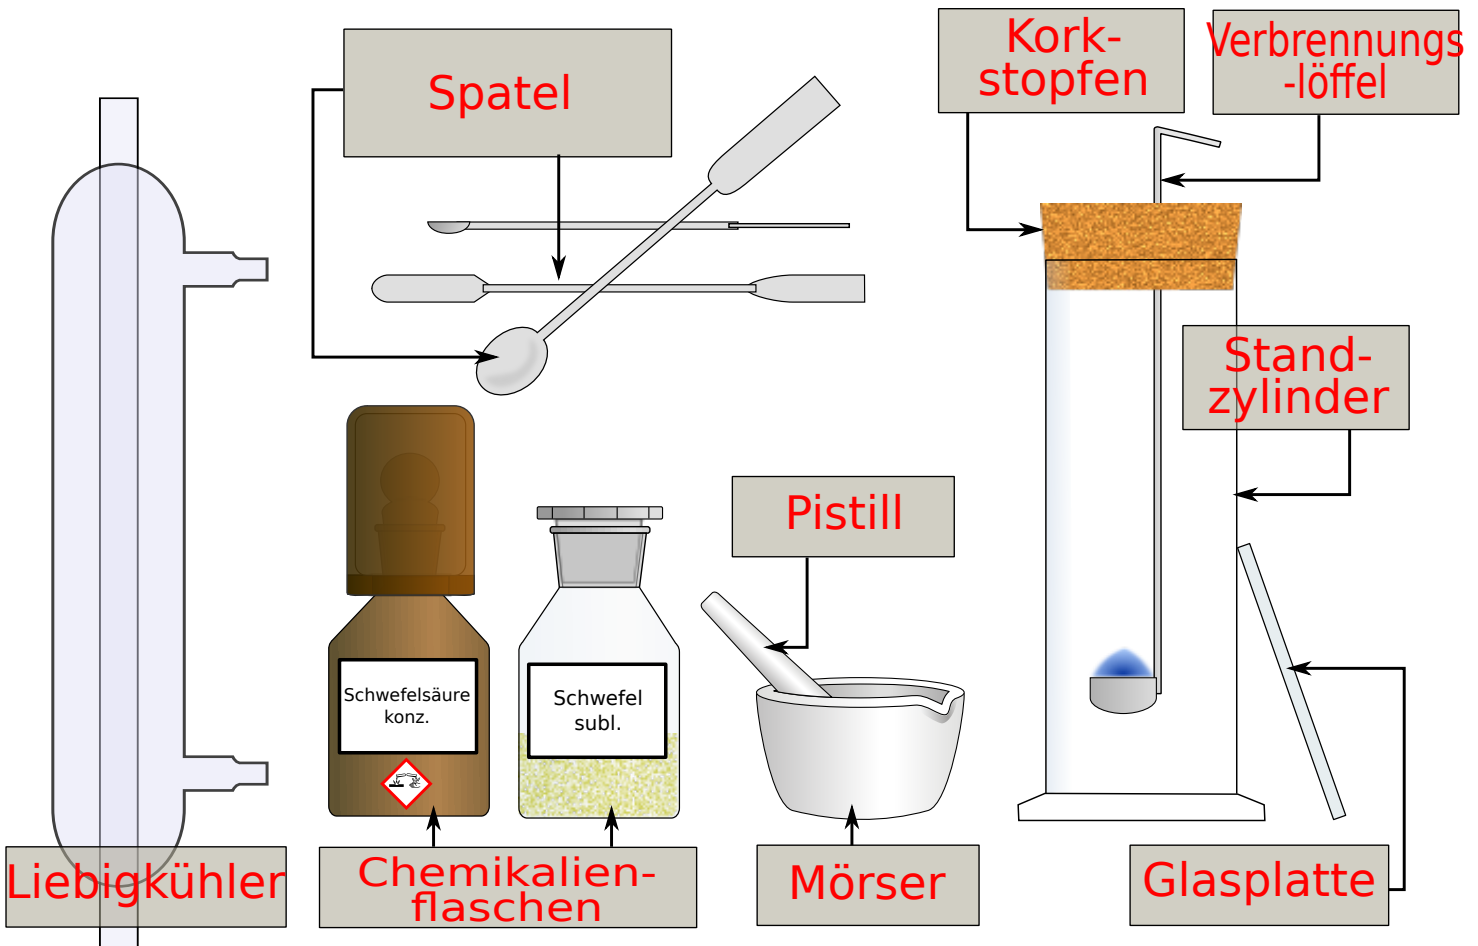 Spatel
Kork-
stopfen
Verbrennungs
-löffel
Stand-
zylinder
Pistill
Schwefelsäure
konz.
Schwefel
subl.
Liebigkühler
Chemikalien-
flaschen
Mörser
Glasplatte